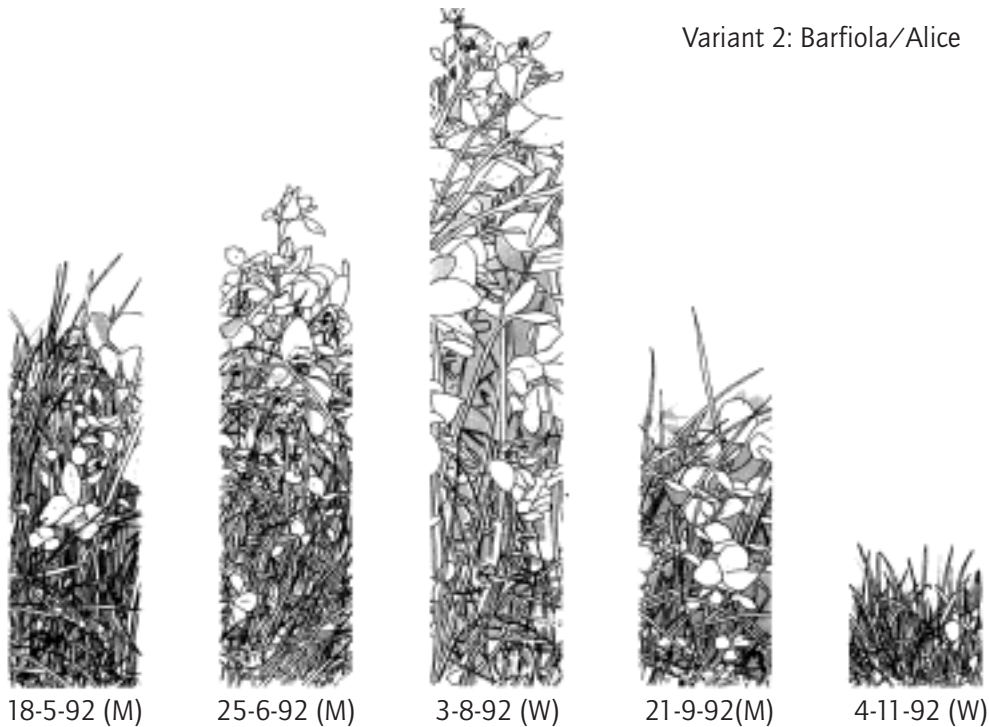 Variant 2: Barfiola/Alice
18-5-92 (M)
25-6-92 (M)
3-8-92 (W)
21-9-92(M)
4-11-92 (W)